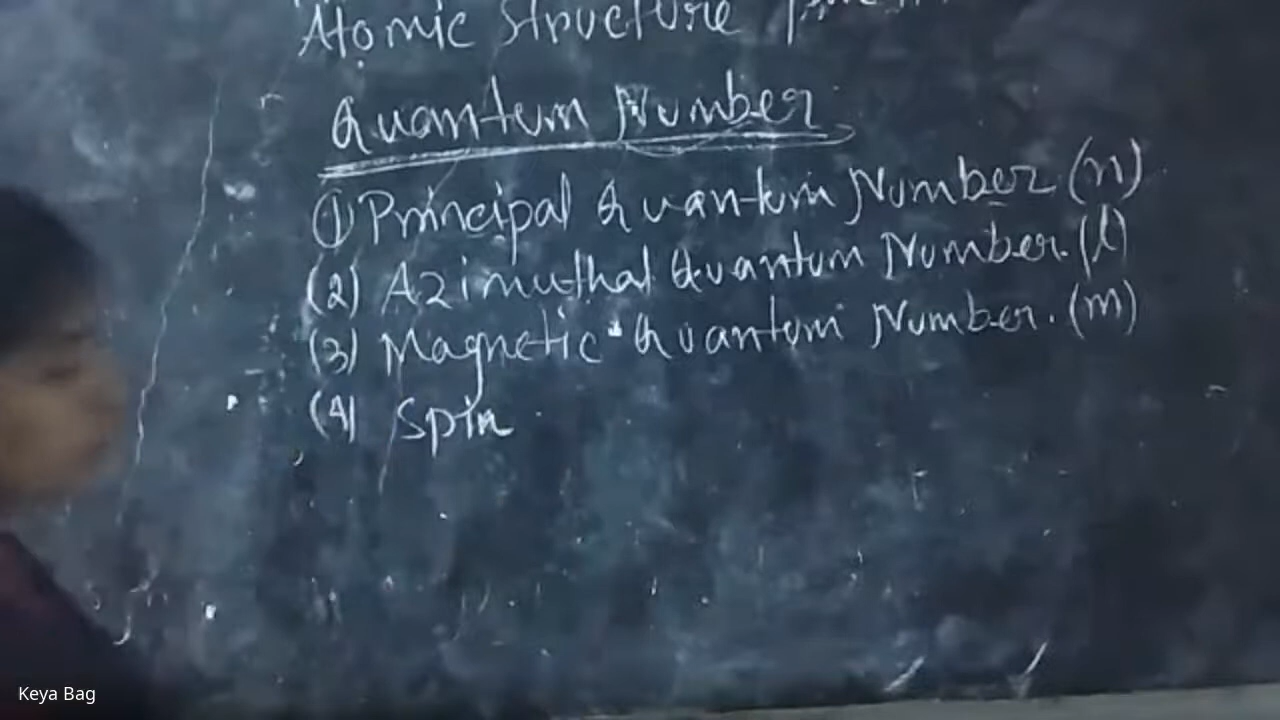 Atomic Structure
Quantum Number
(1) Principal Quantum Number (n)
(2) Azimuthal Quantum Number. (l)
(3) Magnetic Quantum Number. (m)
(4) Spin
Keya Bag